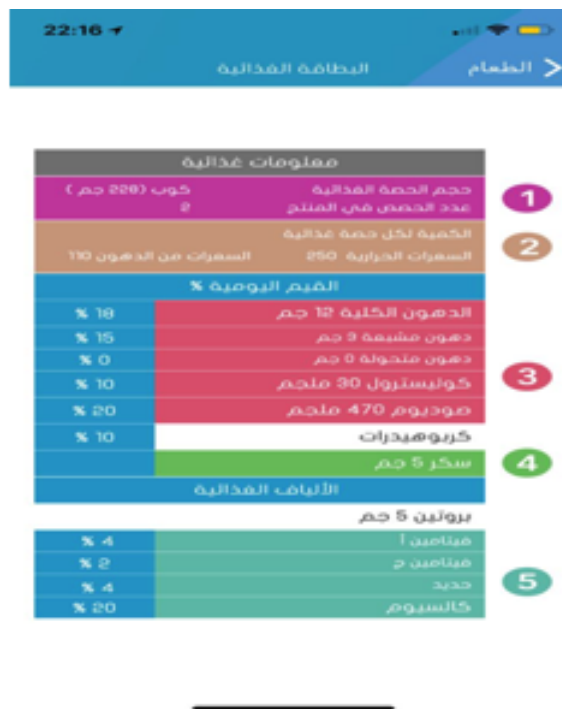 22:16
الطعام
البطاقة الغذائية
معلومات غذائية
حجم الحصة الغذائية كوب (228 جم )
عدد الحصص في المنتج 2
1
الكمية لكل حصة غذائية
السعرات الحرارية 250 السعرات من الدهون 110
2
القيم اليومية %
الدهون الكلية 12 جم 18 %
دهون مشبعة 3 جم 15 %
دهون متحولة 0 جم 0 %
كوليسترول 30 ملجم 10 %
3
صوديوم 470 ملجم 20 %
كربوهيدرات 10 %
سكر 5 جم
4
الألياف الغذائية
بروتين 5 جم
فيتامين أ 4 %
فيتامين ج 2 %
حديد 4 %
5
كالسيوم 20 %